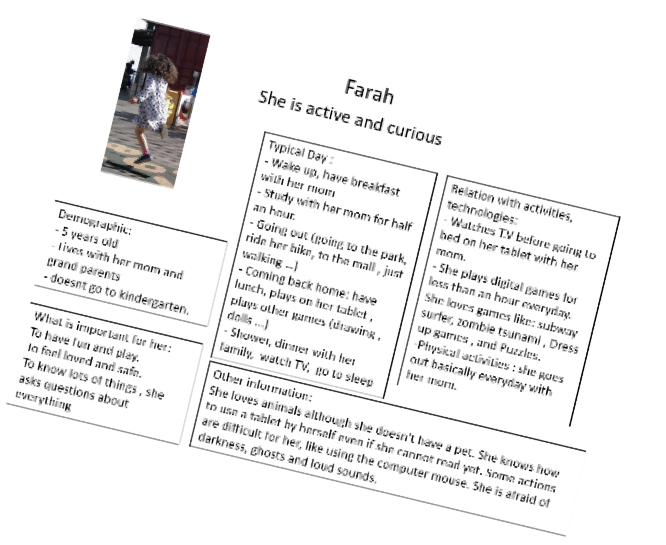 Farah
She is active and curious
Demographic:
- 5 years old
- Lives with her mom and
grand parents
- doesnt go to kindergarten.
What is important for her:
To have fun and play.
To feel loved and safe.
To know lots of things , she
asks questions about
everything
Typical Day :
- Wake up, have breakfast
with her mom
- Study with her mom for half
an hour.
- Going out (going to the park,
ride her bike, to the mall , just
walking ...)
- Coming back home: have
lunch, plays on her tablet ,
plays other games (drawing ,
dolls ...)
- Shower, dinner with her
family, watch TV, go to sleep
Relation with activities,
technologies:
- Watches T.V before going to
bed on her tablet with her
mom.
- She plays digital games for
less than an hour everyday.
She loves games like: subway
surfer, zombie tsunami , Dress
up games , and Puzzles.
-Physical activities : she goes
out basically everyday with
her mom.
Other information:
She loves animals although she doesn't have a pet. She knows how
to use a tablet by herself even if she cannot read yet. Some actions
are difficult for her, like using the computer mouse. She is afraid of
darkness, ghosts and loud sounds.